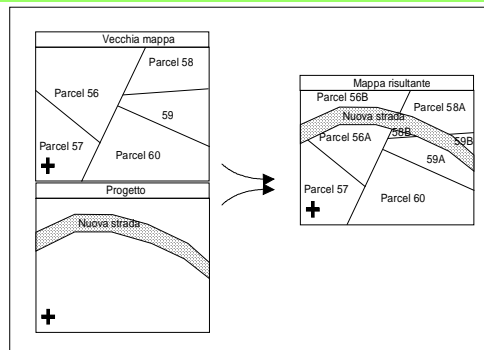 Vecchia mappa
Parcel 58
Parcel 56
59
Parcel 57
Parcel 60
Progetto
Nuova strada
Mappa risultante
Parcel 56B
Parcel 58A
Nuova strada
Parcel 56A
58B
59B
59A
Parcel 57
Parcel 60